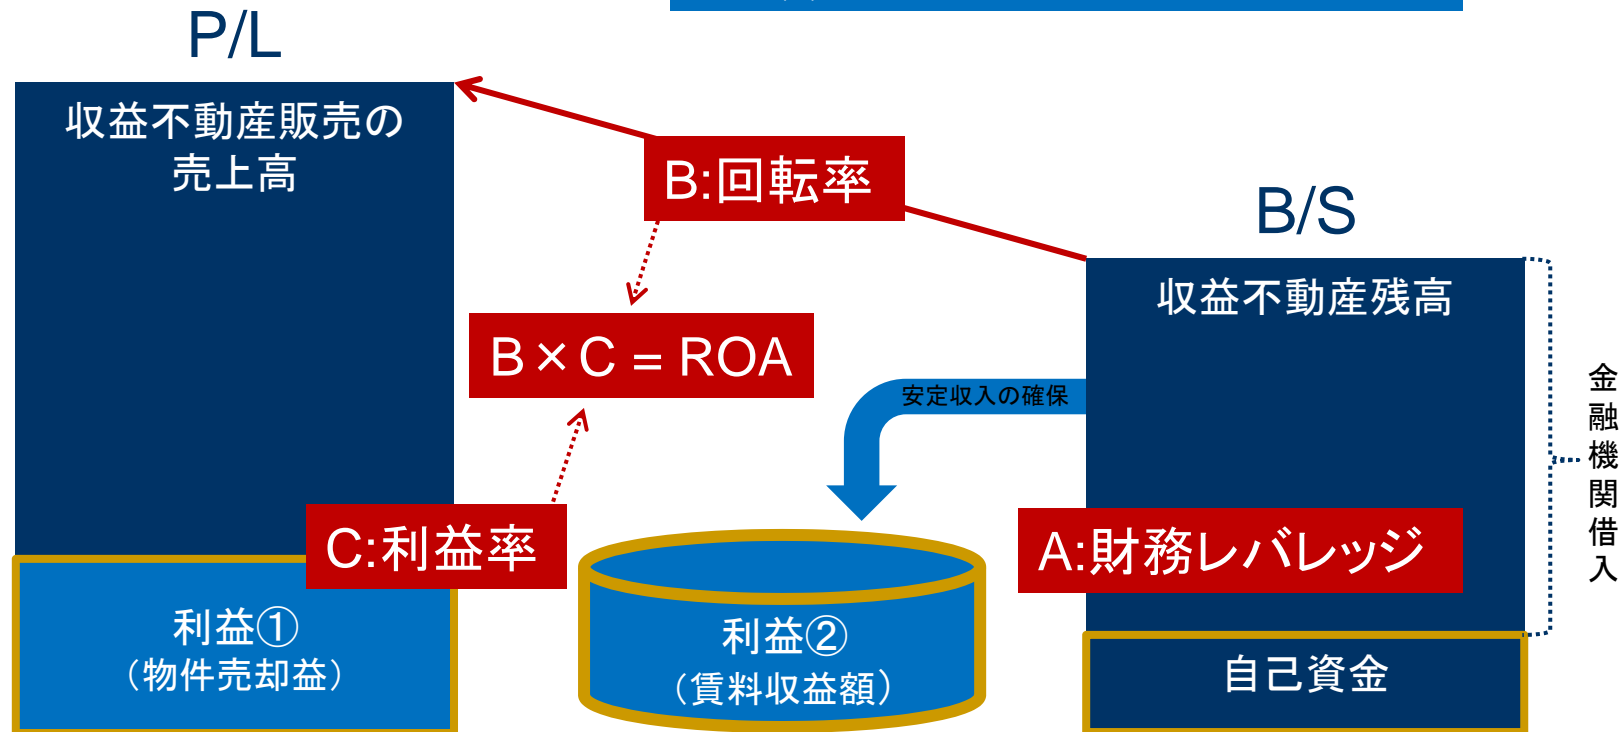 P/L
収益不動産販売の
売上高
B:回転率
B/S
収益不動産残高
B×C=ROA
安定収入の確保
金融機関借入
C:利益率
A:財務レバレッジ
利益①
（物件売却益）
利益②
（賃料収益額）
自己資金